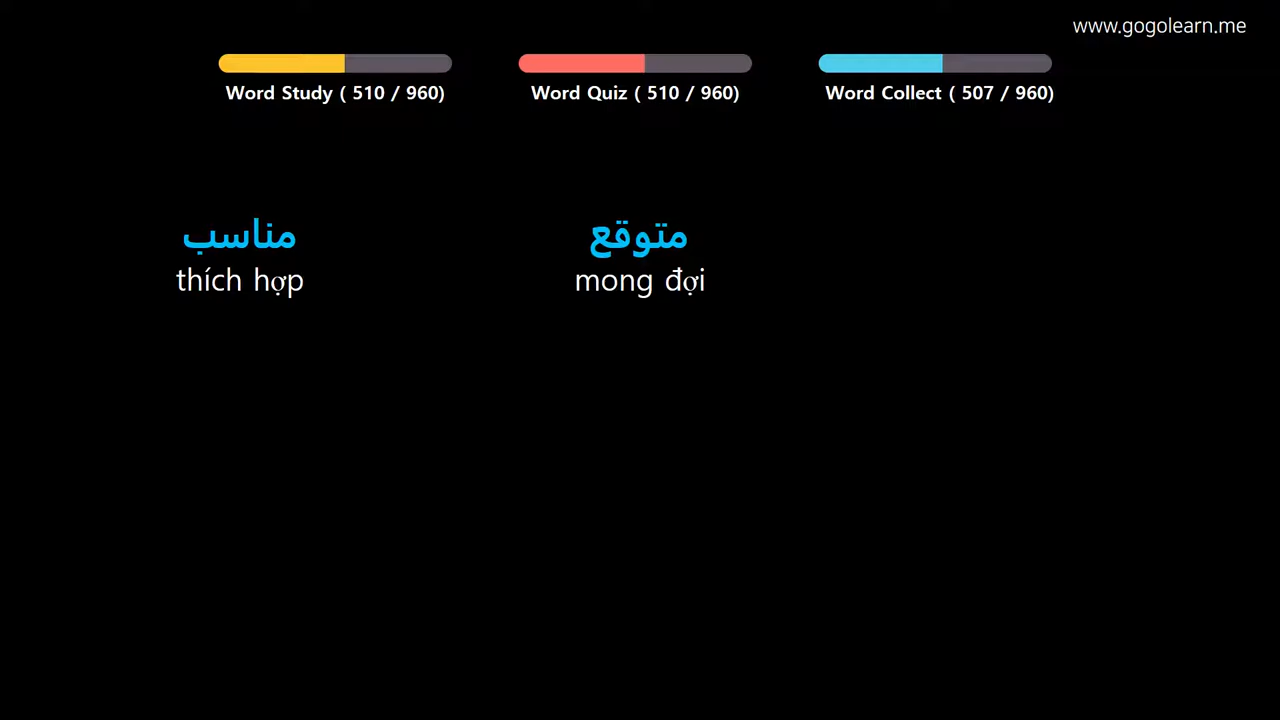 www.gogolearn.me
Word Study ( 510 / 960)
Word Quiz ( 510 / 960)
Word Collect ( 507 / 960)
مناسب
thích hợp
متوقع
mong đợi